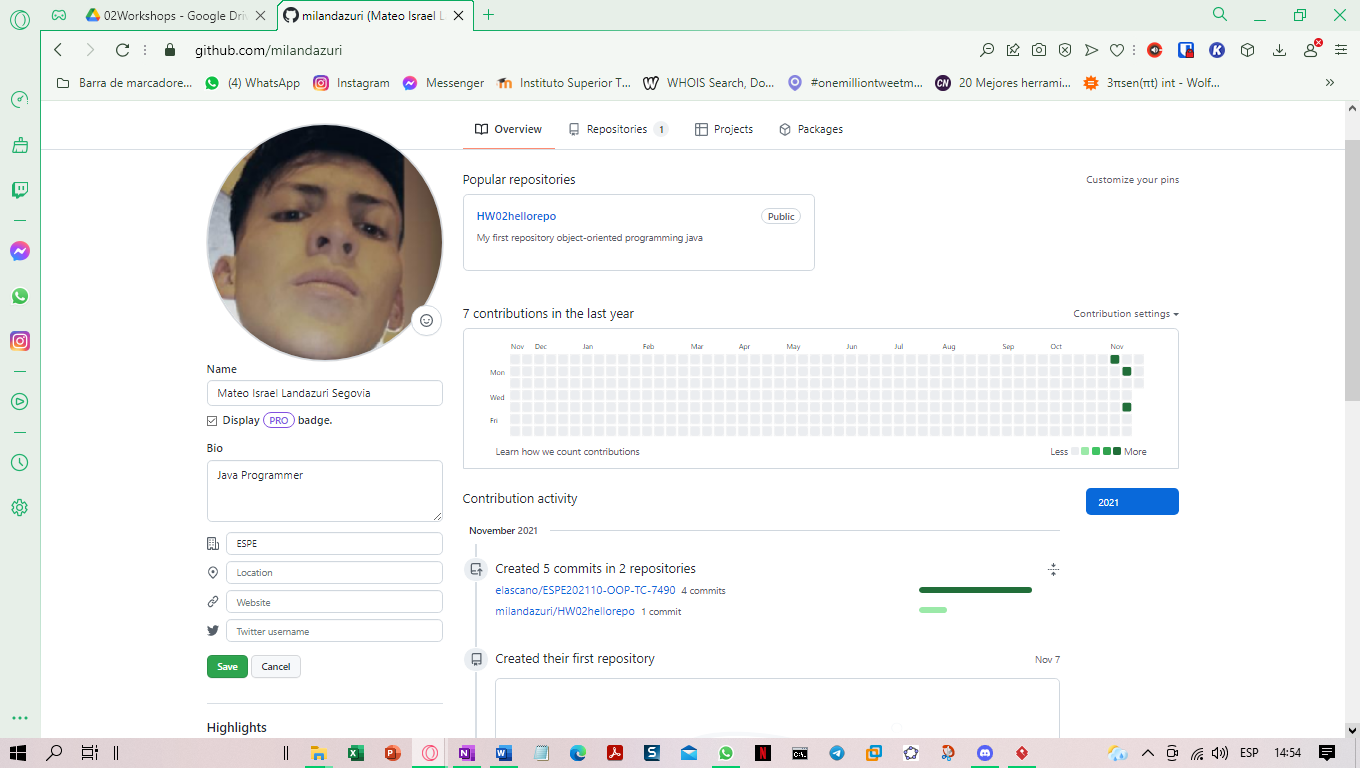 02Workshops - Google Driv
milandazuri (Mateo Israel L
github.com/milandazuri
Barra de marcadore...
(4) WhatsApp
Instagram
Messenger
Instituto Superior T...
WHOIS Search, Do...
#onemilliontweetm...
CN
20 Mejores herrami...
3πsen(πt) int - Wolf...
Overview
Repositories 1
Projects
Packages
Popular repositories
Customize your pins
HW02hellorepo
Public
My first repository object-oriented programming java
7 contributions in the last year
Contribution settings
Nov Dec Jan Feb Mar Apr May Jun Jul Aug Sep Oct Nov
Mon
Wed
Fri
Learn how we count contributions
Less More
Name
Mateo Israel Landazuri Segovia
Display PRO badge.
Bio
Java Programmer
ESPE
Location
Website
Twitter username
Save
Cancel
Highlights
Contribution activity
2021
November 2021
Created 5 commits in 2 repositories
elascano/ESPE202110-OOP-TC-7490 4 commits
milandazuri/HW02hellorepo 1 commit
Created their first repository
Nov 7
ESP
14:54